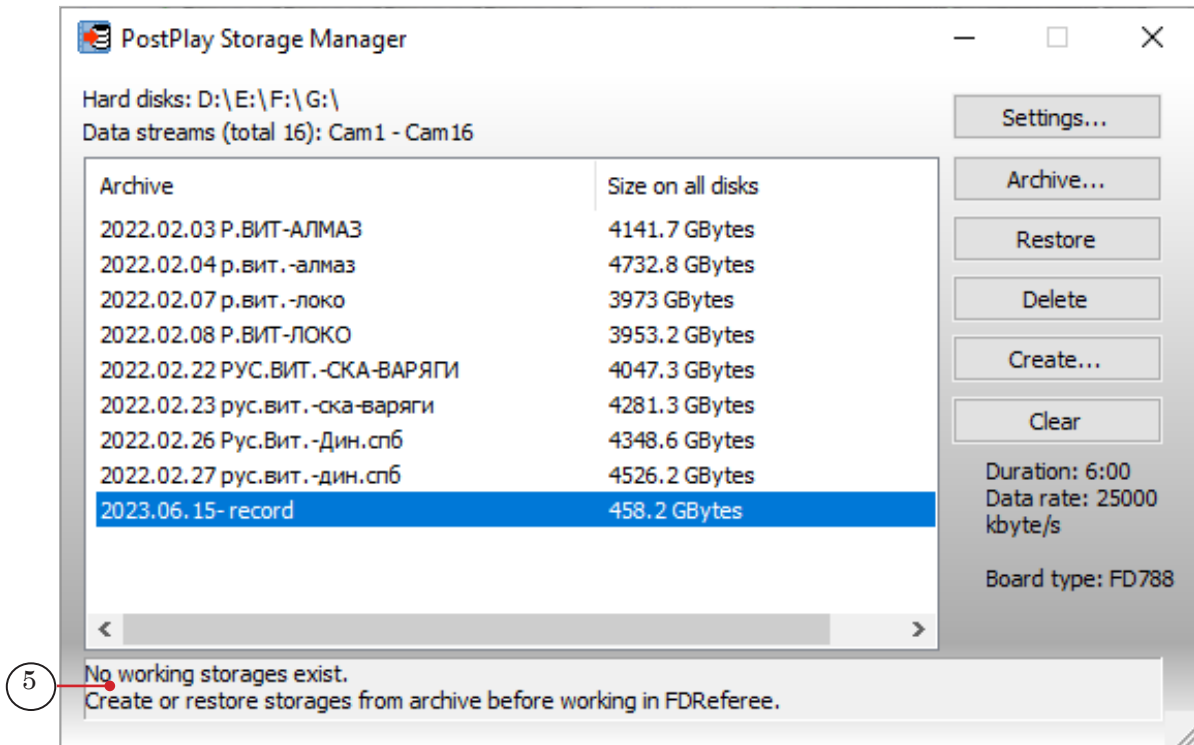 PostPlay Storage Manager
Hard disks: D:\E:\F:\G:\
Data streams (total 16): Cam1 - Cam16
Settings...
Archive Size on all disks
Archive...
2022.02.03 Р.ВИТ-АЛМАЗ 4141.7 GBytes
Restore
2022.02.04 р.вит.-алмаз 4732.8 GBytes
2022.02.07 р.вит.-локо 3973 GBytes
Delete
2022.02.08 Р.ВИТ-ЛОКО 3953.2 GBytes
2022.02.22 РУС.ВИТ.-СКА-ВАРЯГИ 4047.3 GBytes
Create...
2022.02.23 рус.вит.-ска-варяги 4281.3 GBytes
Clear
2022.02.26 Рус.Вит.-Дин.спб 4348.6 GBytes
2022.02.27 рус.вит.-дин.спб 4526.2 GBytes
2023.06.15- record 458.2 GBytes
Duration: 6:00
Data rate: 25000
kbyte/s
Board type: FD788
5
No working storages exist.
Create or restore storages from archive before working in FDReferee.